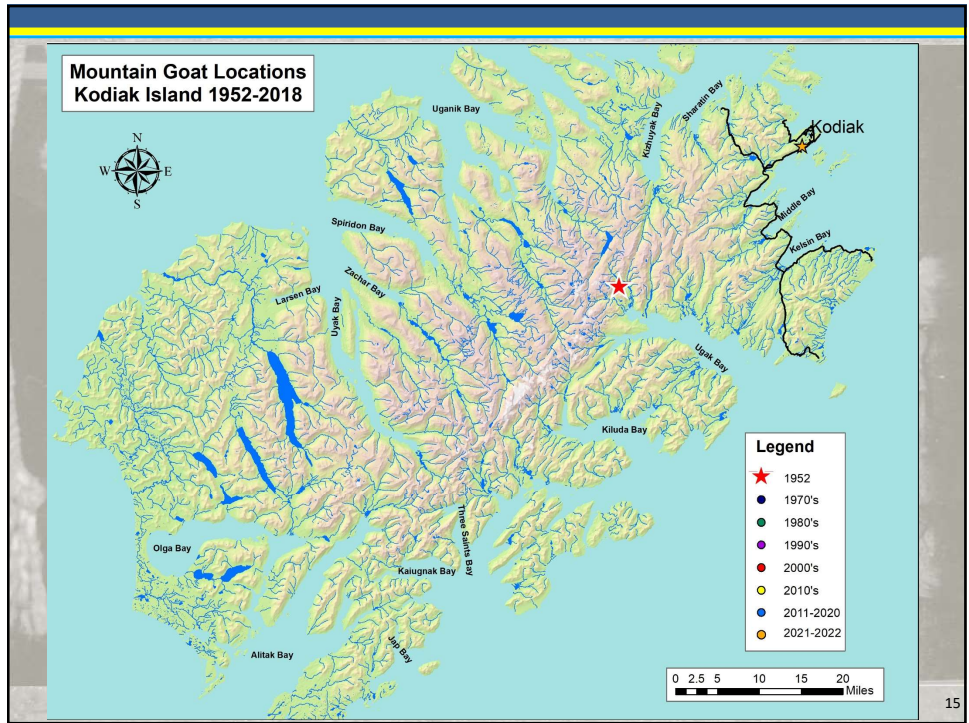 Mountain Goat Locations
Kodiak Island 1952-2018
N
W
E
S
Uganik Bay
Kizhuyak Bay
Sharatin Bay
Kodiak
Middle Bay
Kelsin Bay
Spiridon Bay
Zachar Bay
Larsen Bay
Uyak Bay
Ugak Bay
Kiluda Bay
Three Saints Bay
Olga Bay
Kaiugnak Bay
Jap Bay
Alitak Bay
Legend
1952
1970's
1980's
1990's
2000's
2010's
2011-2020
2021-2022
0 2.5 5 10 15 20
Miles
15